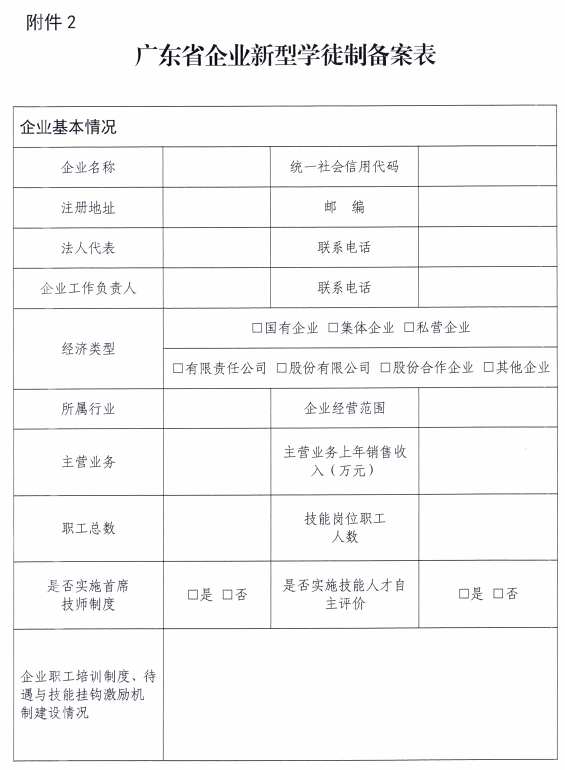 附件 2
广东省企业新型学徒制备案表
企业基本情况
企业名称 统一社会信用代码
注册地址 邮 编
法人代表 联系电话
企业工作负责人 联系电话
经济类型
□国有企业 □集体企业 □私营企业
□有限责任公司 □股份有限公司 □股份合作企业 □其他企业
所属行业 企业经营范围
主营业务
主营业务上年销售收
入（万元）
职工总数
技能岗位职工
人数
是否实施首席
技师制度
□是 □否
是否实施技能人才自
主评价
□是 □否
企业职工培训制度、待
遇与技能挂钩激励机
制建设情况